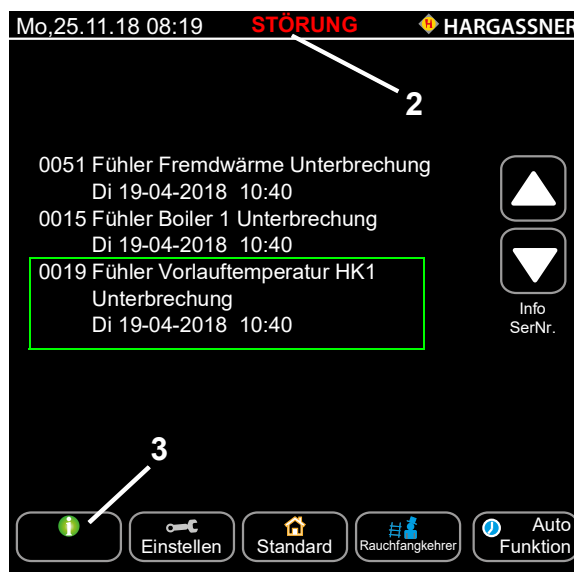 Mo,25.11.18 08:19 STÖRUNG HARGASSNER
2
0051 Fühler Fremdwärme Unterbrechung
Di 19-04-2018 10:40
0015 Fühler Boiler 1 Unterbrechung
Di 19-04-2018 10:40
0019 Fühler Vorlauftemperatur HK1
Unterbrechung
Di 19-04-2018 10:40
Info
SerNr.
3
Einstellen
Standard
Rauchfangkehrer
Auto
Funktion